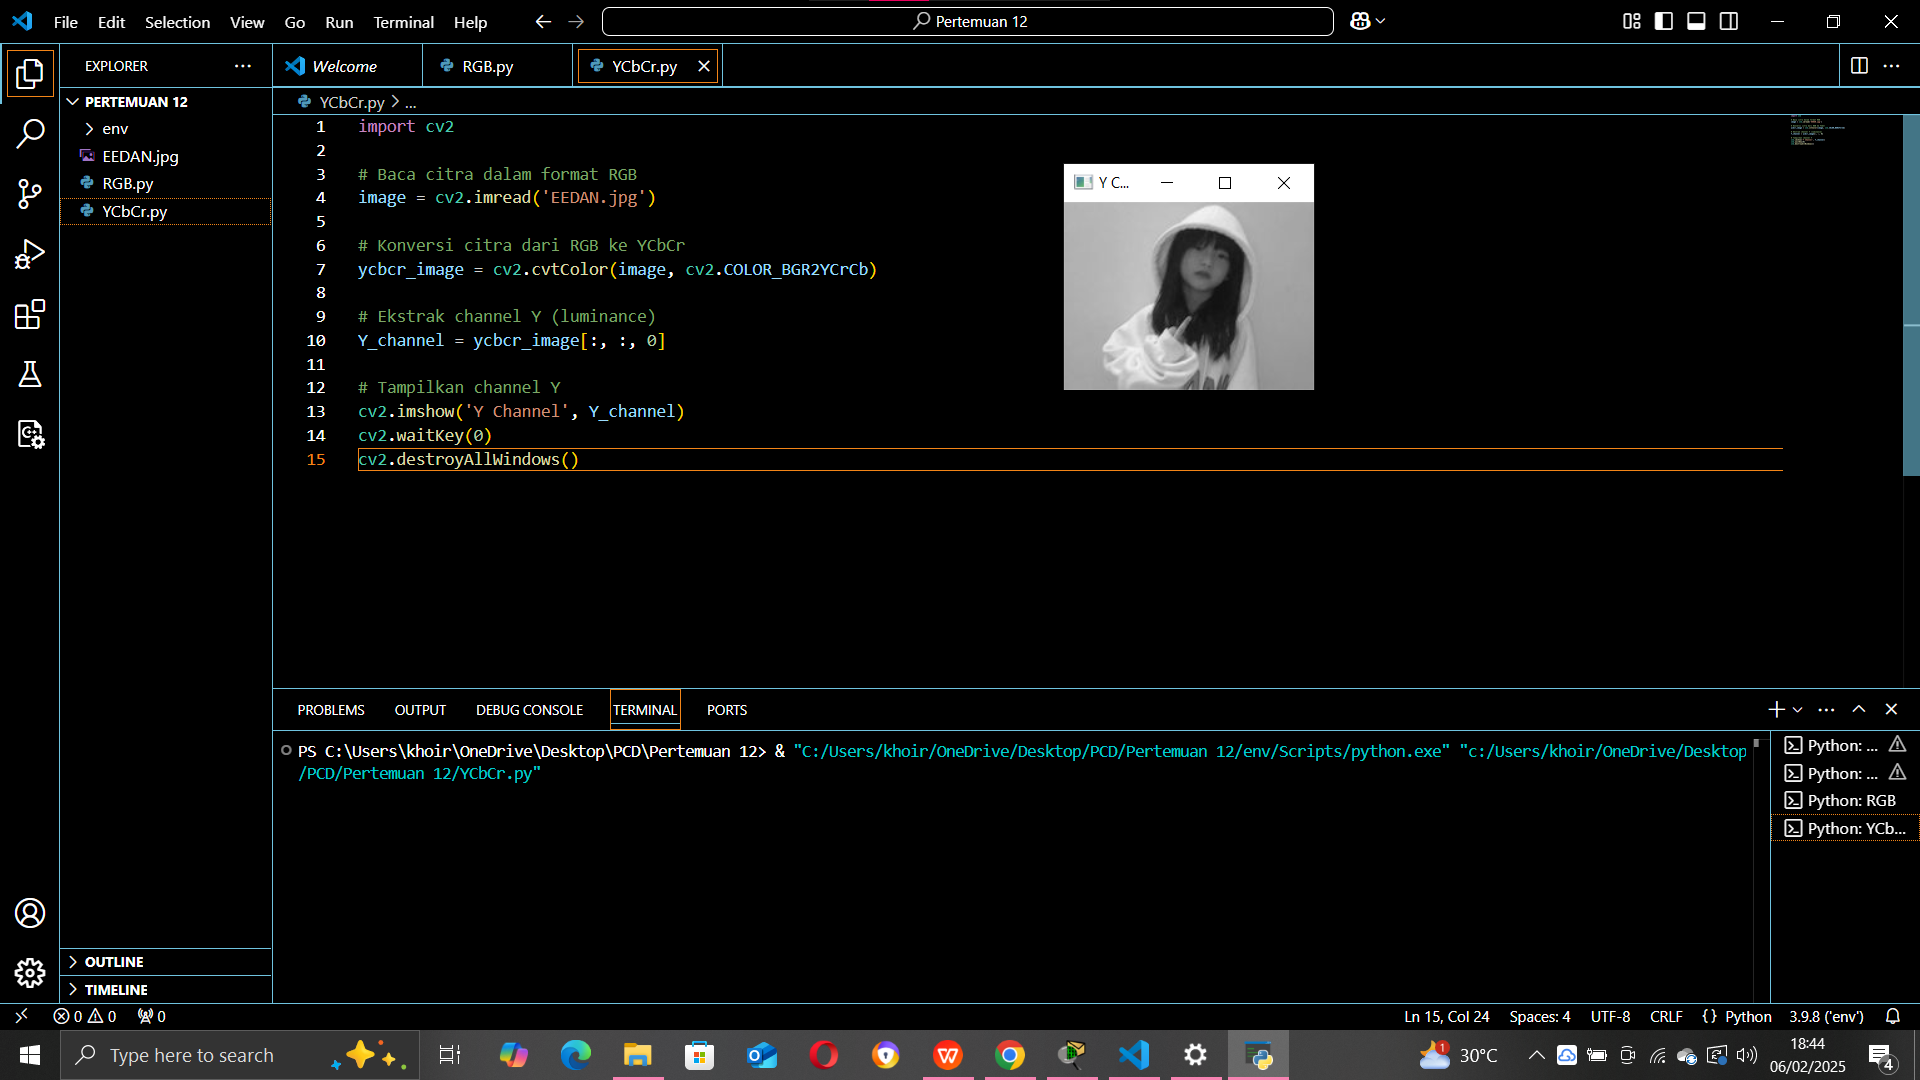 File Edit Selection View Go Run Terminal Help
Pertemuan 12
EXPLORER
Welcome
RGB.py
YCbCr.py
PERTEMUAN 12
env
EEDAN.jpg
RGB.py
YCbCr.py
OUTLINE
TIMELINE
YCbCr.py > ...
1 import cv2
2
3 # Baca citra dalam format RGB
4 image = cv2.imread('EEDAN.jpg')
5
6 # Konversi citra dari RGB ke YCbCr
7 ycbcr_image = cv2.cvtColor(image, cv2.COLOR_BGR2YCrCb)
8
9 # Ekstrak channel Y (luminance)
10 Y_channel = ycbcr_image[:, :, 0]
11
12 # Tampilkan channel Y
13 cv2.imshow('Y Channel', Y_channel)
14 cv2.waitKey(0)
15 cv2.destroyAllWindows()
Y C...
PROBLEMS OUTPUT DEBUG CONSOLE TERMINAL PORTS
PS C:\Users\khoir\OneDrive\Desktop\PCD\Pertemuan 12> & "C:/Users/khoir/OneDrive/Desktop/PCD/Pertemuan 12/env/Scripts/python.exe" "c:/Users/khoir/OneDrive/Desktop
/PCD/Pertemuan 12/YCbCr.py"
Python: ...
Python: ...
Python: RGB
Python: YCb...
0 0 0
Ln 15, Col 24 Spaces: 4 UTF-8 CRLF {} Python 3.9.8 ('env')
Type here to search
1
30°C
18:44
06/02/2025
4